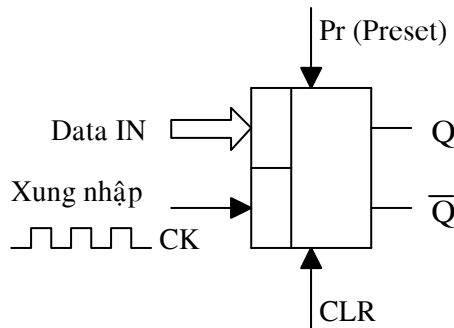 Pr (Preset)
Data IN
Q
Xung nhập
Q̅
CK
CLR